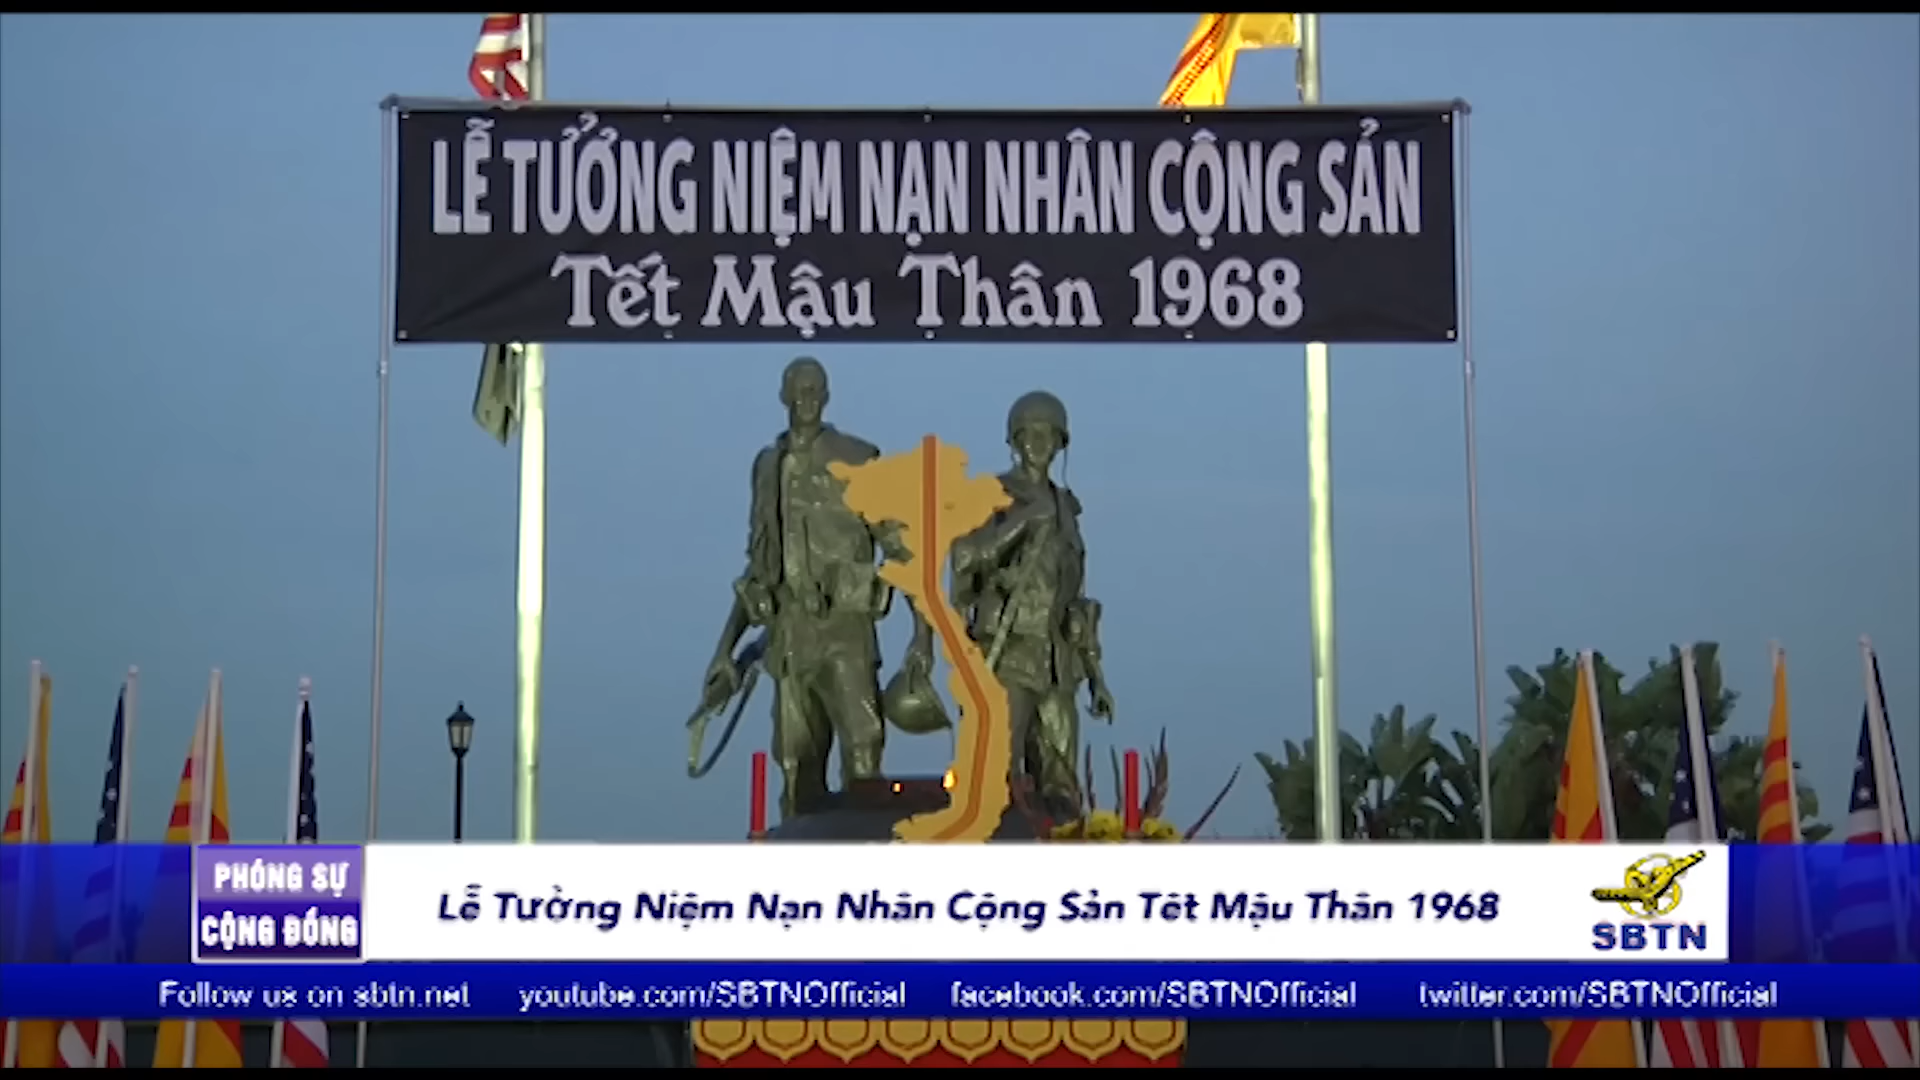 LỄ TƯỞNG NIỆM NẠN NHÂN CỘNG SẢN
Tết Mậu Thân 1968
PHÓNG SỰ
CỘNG ĐỒNG
Lễ Tưởng Niệm Nạn Nhân Cộng Sản Tết Mậu Thân 1968
SBTN
Follow us on sbtn.net youtube.com/SBTNOfficial facebook.com/SBTNOfficial twitter.com/SBTNOfficial